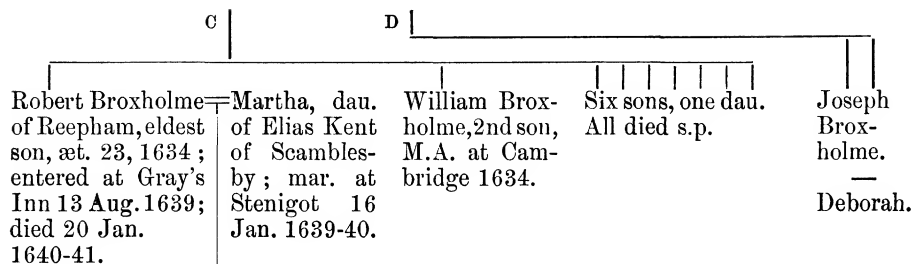 C
D
Robert Broxholme
of Reepham, eldest
son, æt. 23, 1634 ;
entered at Gray's
Inn 13 Aug. 1639;
died 20 Jan.
1640-41.
Martha, dau.
of Elias Kent
of Scambles-
by ; mar. at
Stenigot 16
Jan. 1639-40.
William Brox-
holme, 2nd son,
M.A. at Cam-
bridge 1634.
Six sons, one dau.
All died s.p.
Joseph
Brox-
holme.
—
Deborah.